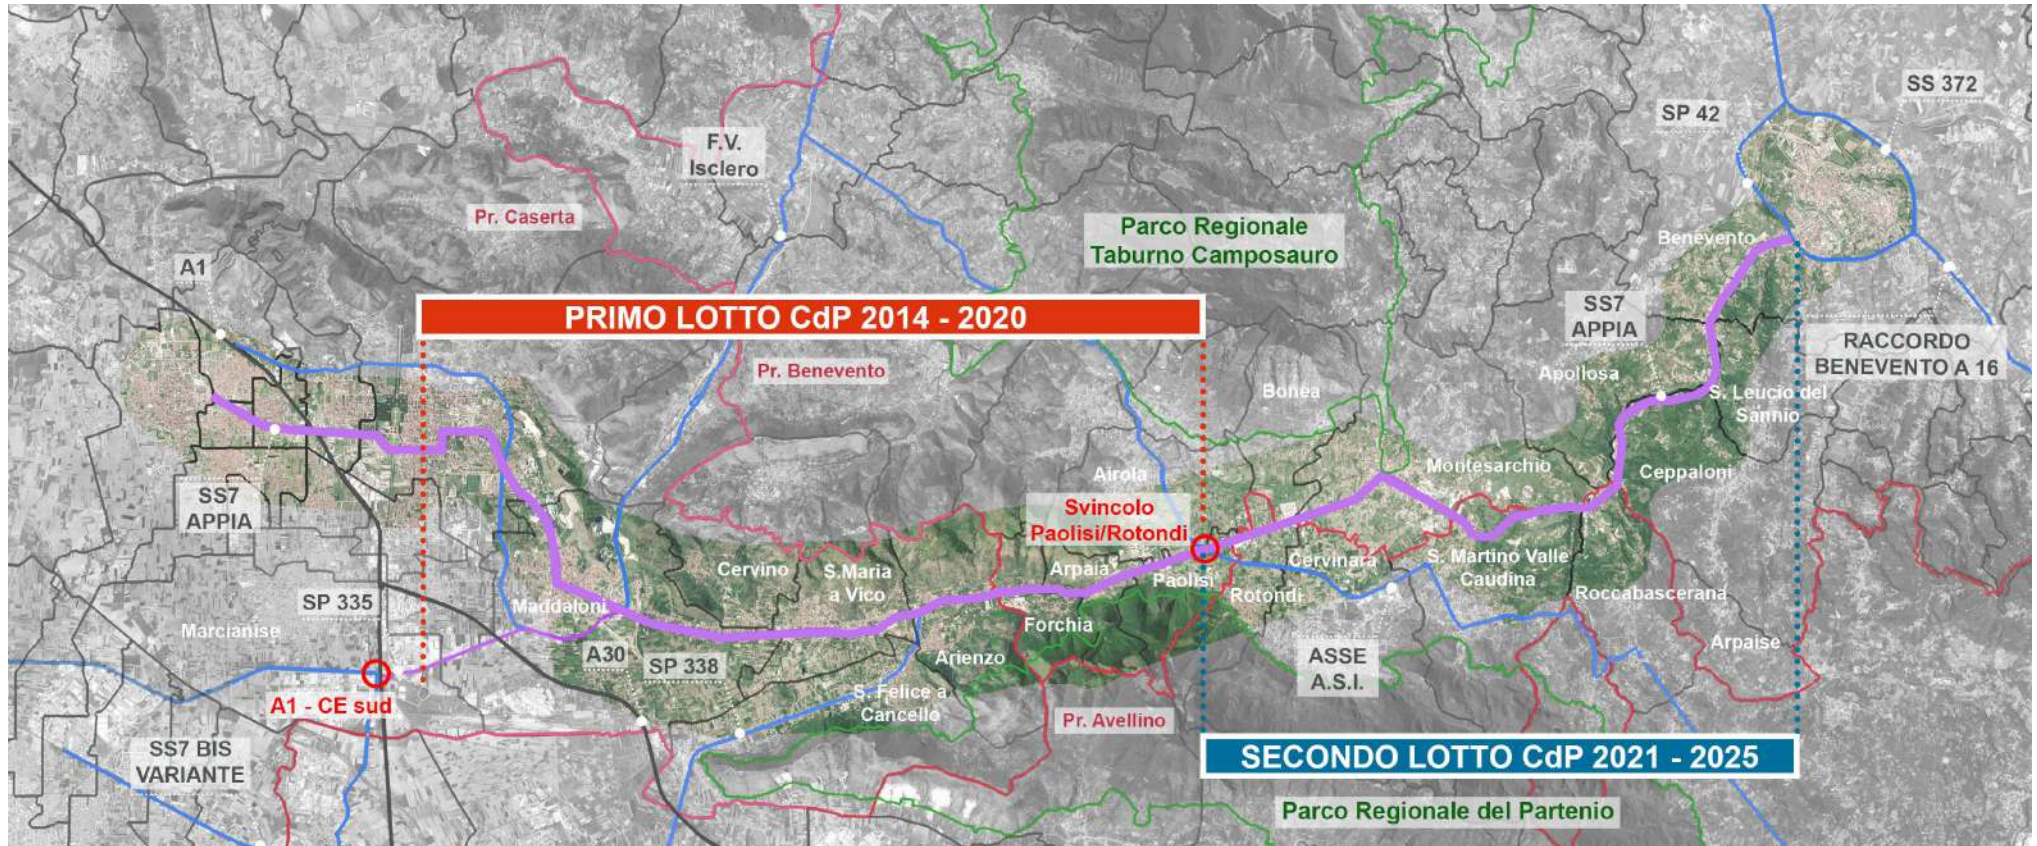 SS 372
SP 42
F.V.
Isclero
Pr. Caserta
Parco Regionale
Taburno Camposauro
Benevento
A1
SS7
APPIA
PRIMO LOTTO CdP 2014 - 2020
RACCORDO
BENEVENTO A 16
Pr. Benevento
Apollosa
Bonea
S. Leucio del
Sannio
Montesarchio
Airola
Ceppaloni
SS7
APPIA
Svincolo
Paolisi/Rotondi
Cervinara
S. Martino Valle
Caudina
Cervino
S.Maria
a Vico
Arpaia
Paolisi
Rotondi
Roccabascerana
SP 335
Maddaloni
Marcianise
Forchia
Arpaise
A30
SP 338
Arienzo
ASSE
A.S.I.
A1 - CE sud
S. Felice a
Cancello
Pr. Avellino
SS7 BIS
VARIANTE
SECONDO LOTTO CdP 2021 - 2025
Parco Regionale del Partenio